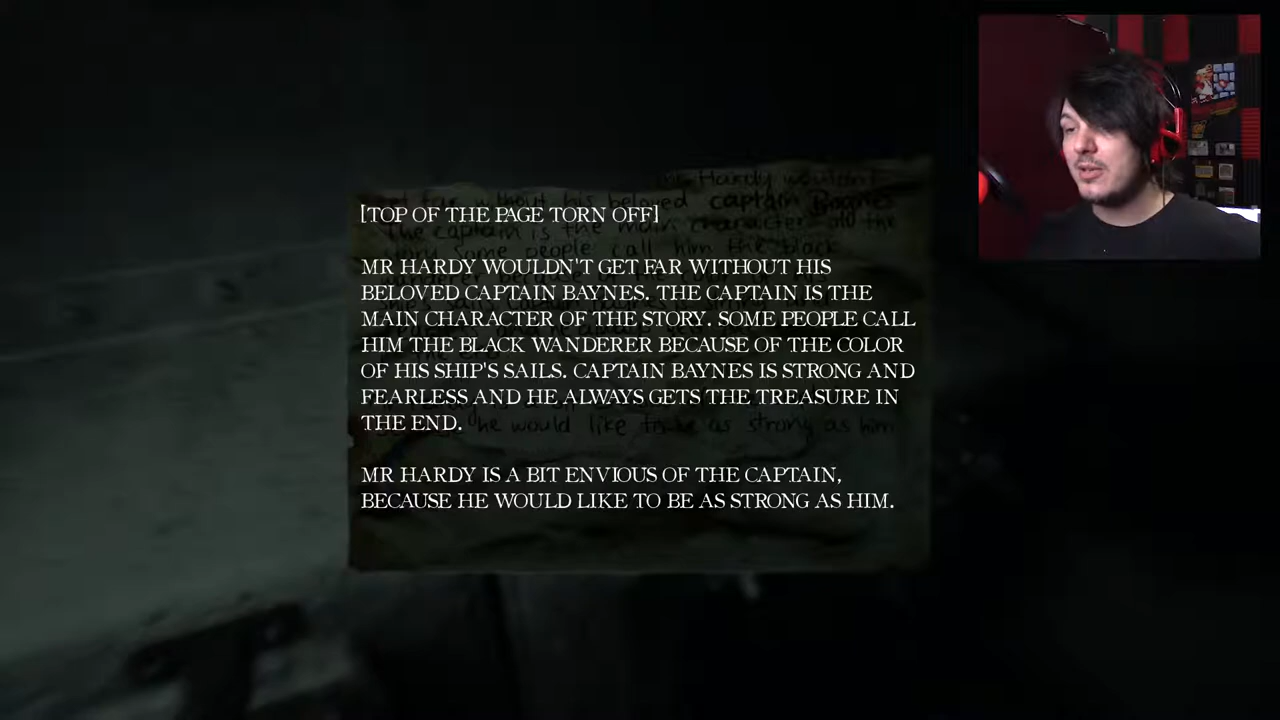 [TOP OF THE PAGE TORN OFF]
MR HARDY WOULDN'T GET FAR WITHOUT HIS
BELOVED CAPTAIN BAYNES. THE CAPTAIN IS THE
MAIN CHARACTER OF THE STORY. SOME PEOPLE CALL
HIM THE BLACK WANDERER BECAUSE OF THE COLOR
OF HIS SHIP'S SAILS. CAPTAIN BAYNES IS STRONG AND
FEARLESS AND HE ALWAYS GETS THE TREASURE IN
THE END.
MR HARDY IS A BIT ENVIOUS OF THE CAPTAIN,
BECAUSE HE WOULD LIKE TO BE AS STRONG AS HIM.